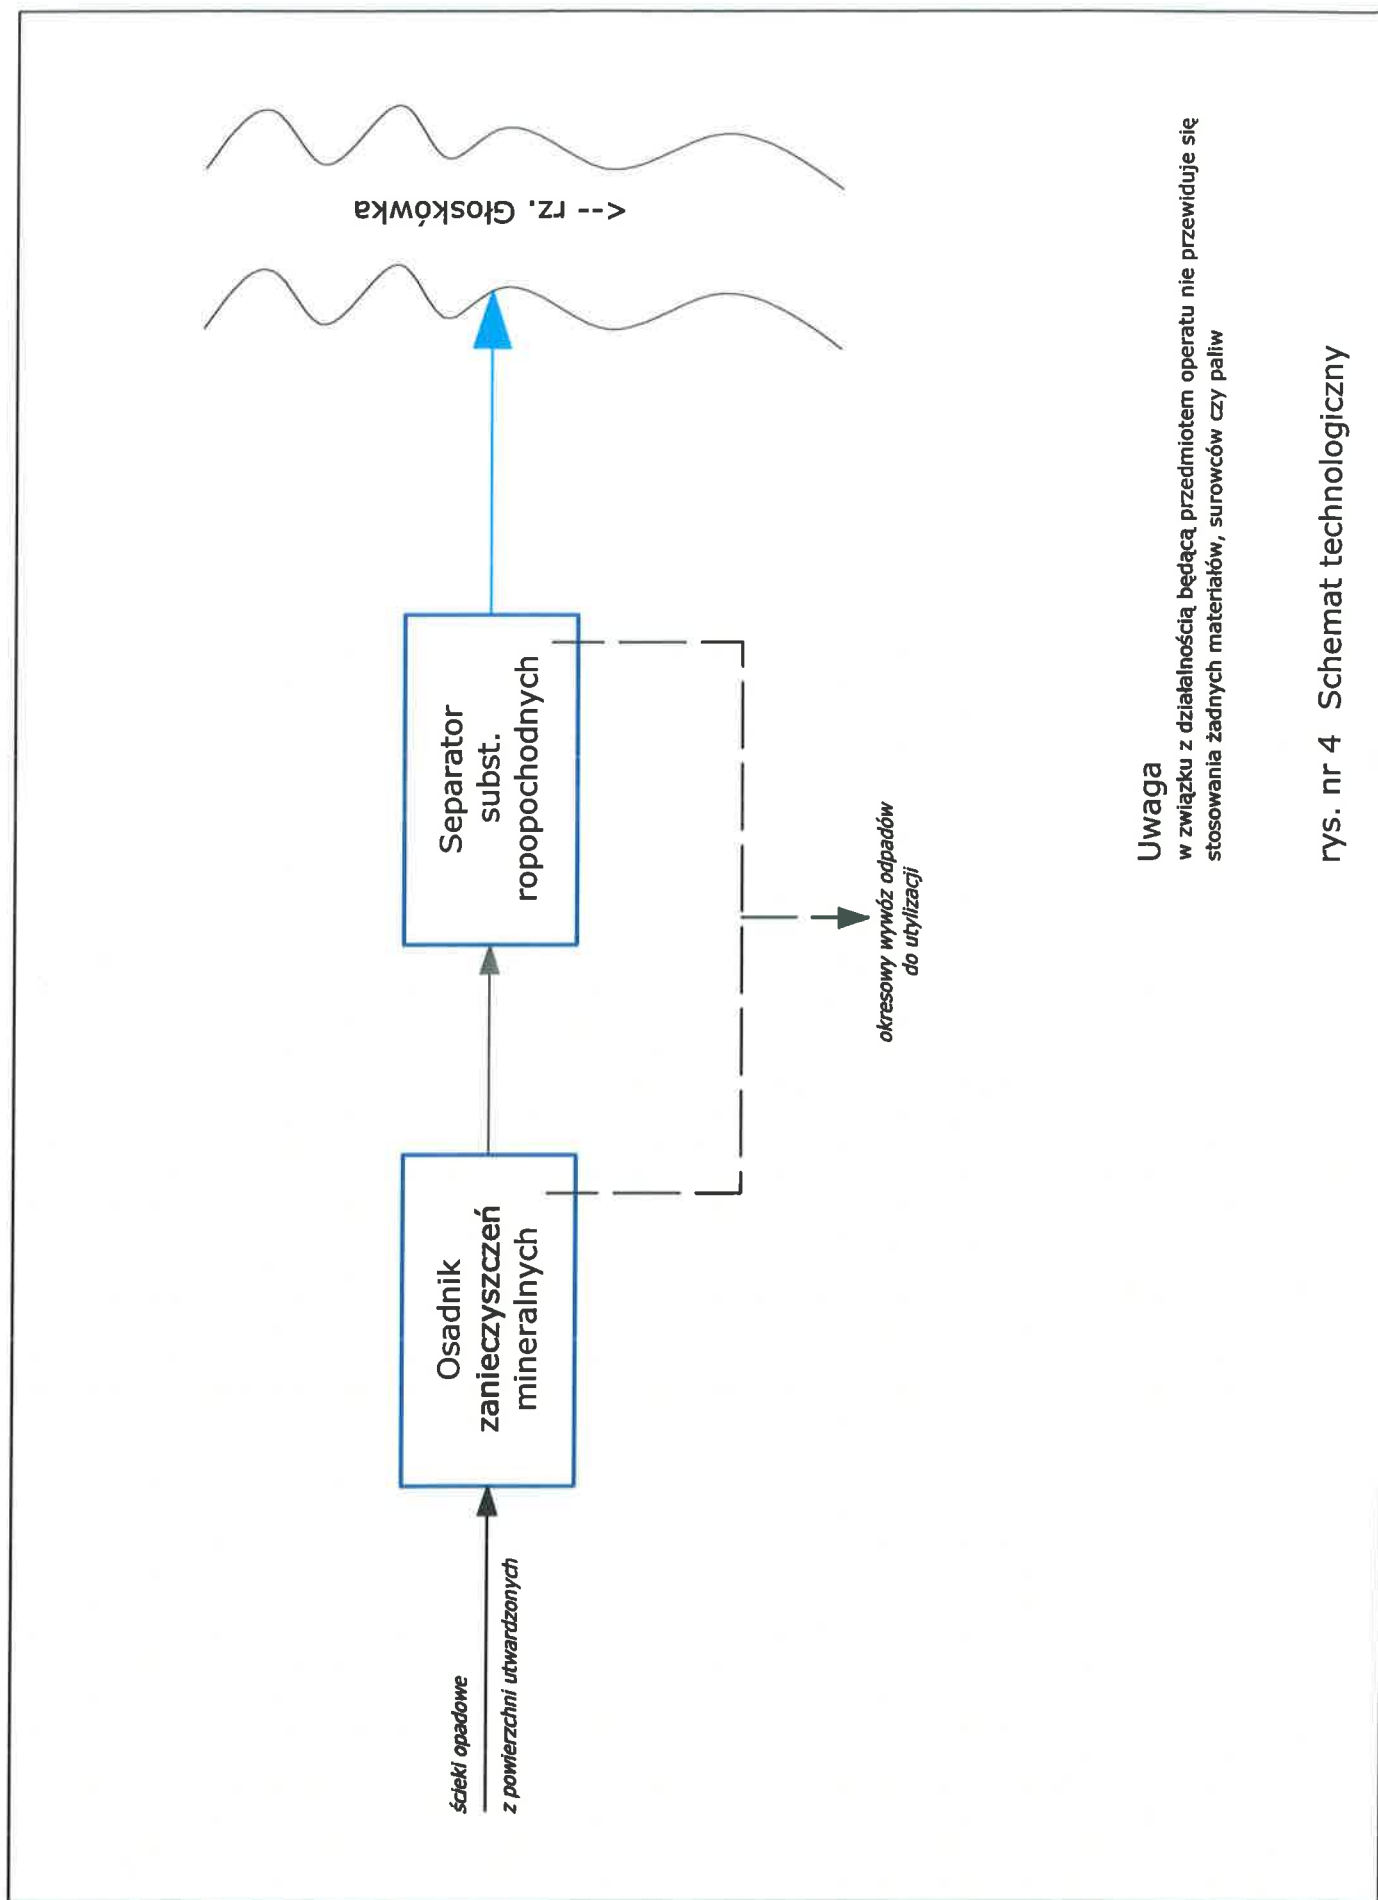 ścieki opadowe
z powierzchni utwardzonych
Osadnik
zanieczyszczeń
mineralnych
Separator
subst.
ropopochodnych
<-- rz. Głoskówka
okresowy wywóz odpadów
do utylizacji
Uwaga
w związku z działalnością będącą przedmiotem operatu nie przewiduje się
stosowania żadnych materiałów, surowców czy paliw
rys. nr 4 Schemat technologiczny